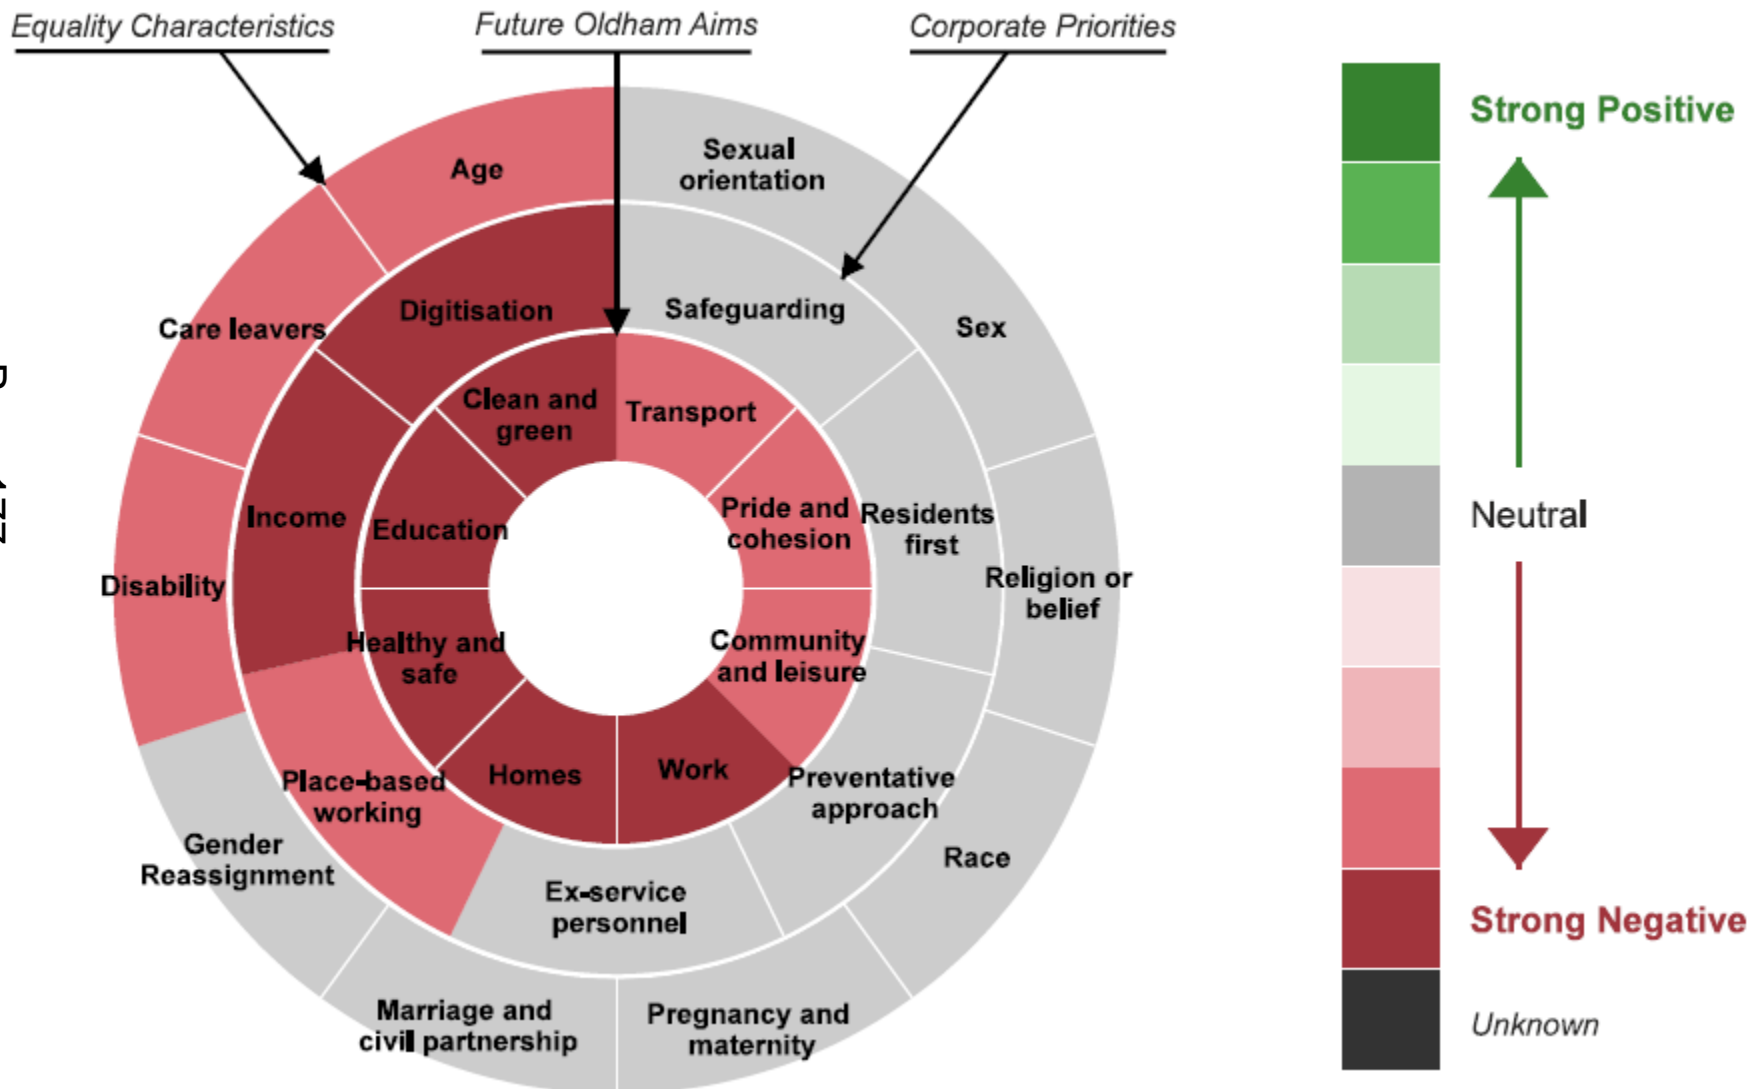 Equality Characteristics
Future Oldham Aims
Corporate Priorities
Age
Sexual
orientation
Care leavers
Digitisation
Safeguarding
Sex
Clean and
green
Transport
Income
Education
Pride and
cohesion
Residents
first
Disability
Religion or
belief
Healthy and
safe
Community
and leisure
Place-based
working
Homes
Work
Preventative
approach
Gender
Reassignment
Ex-service
personnel
Race
Marriage and
civil partnership
Pregnancy and
maternity
Strong Positive
Neutral
Strong Negative
Unknown